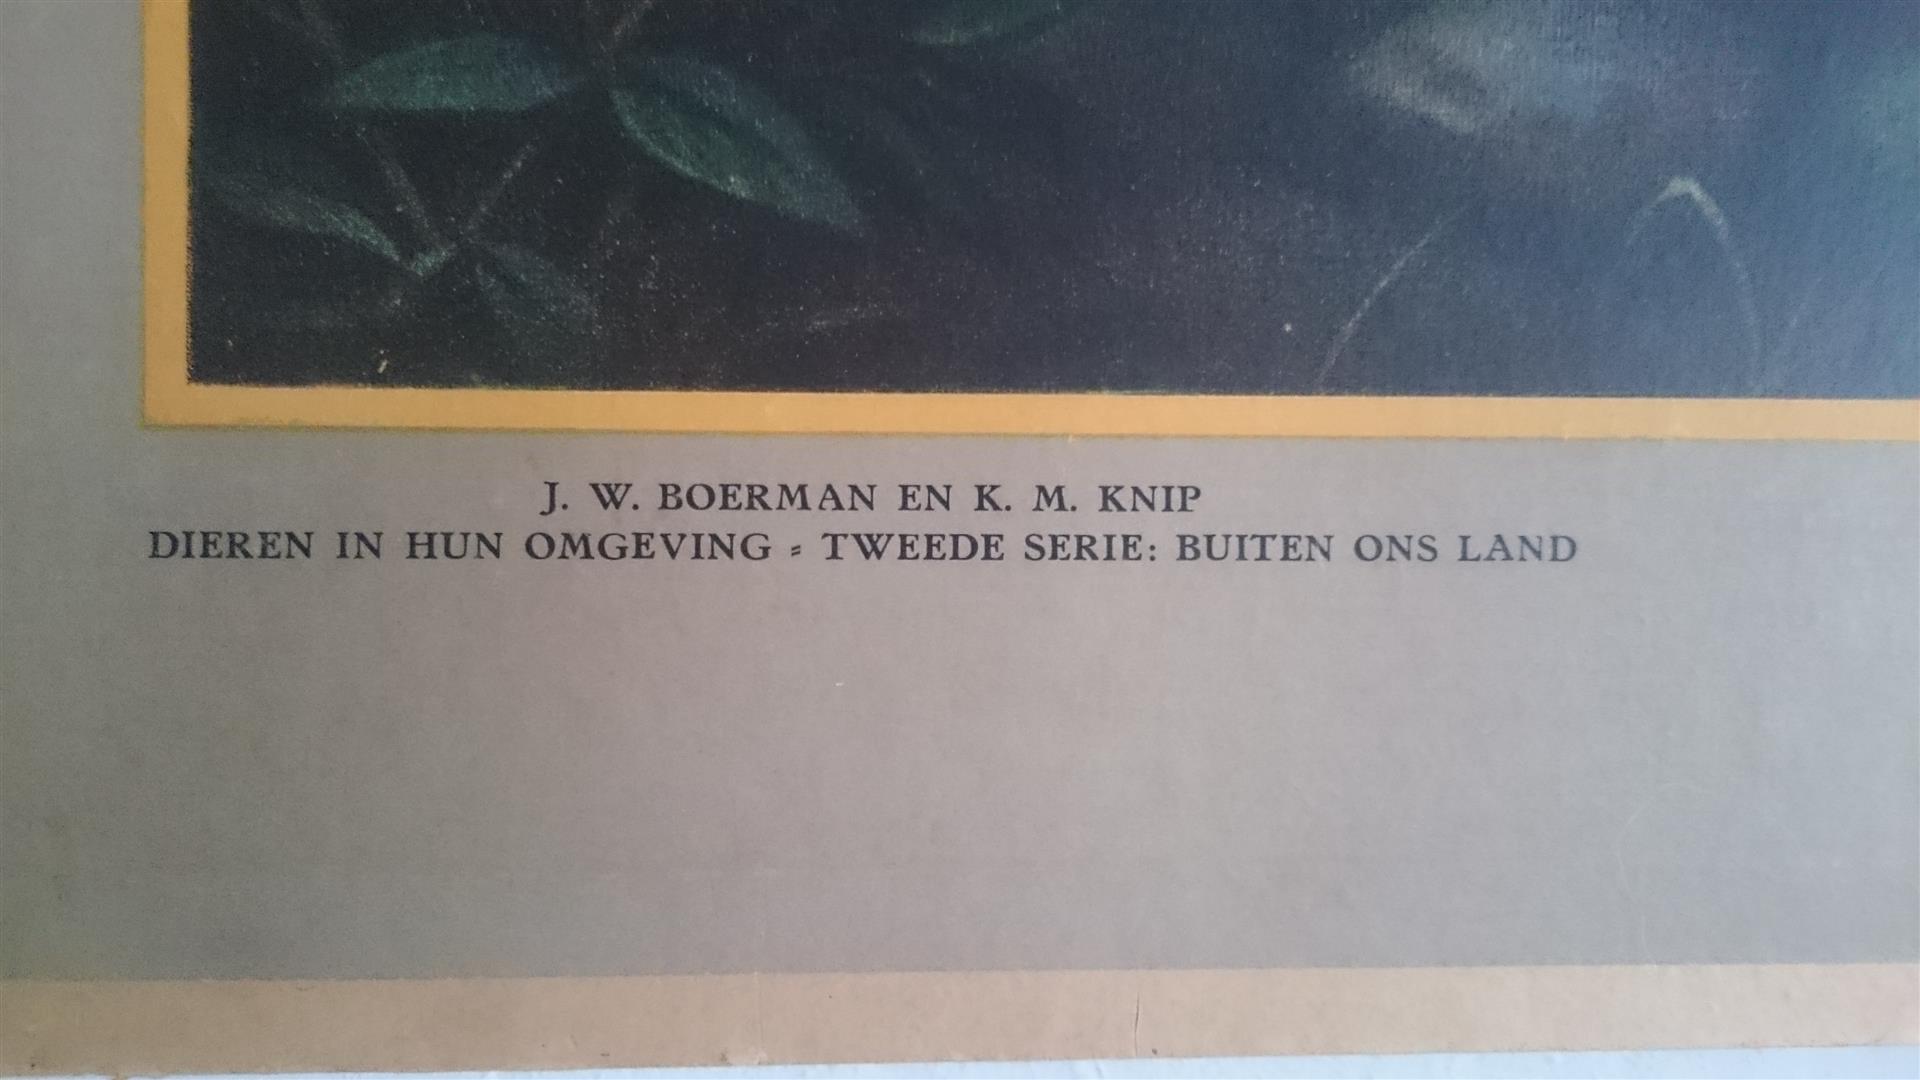 J. W. BOERMAN EN K. M. KNIP
DIEREN IN HUN OMGEVING - TWEEDE SERIE: BUITEN ONS LAND